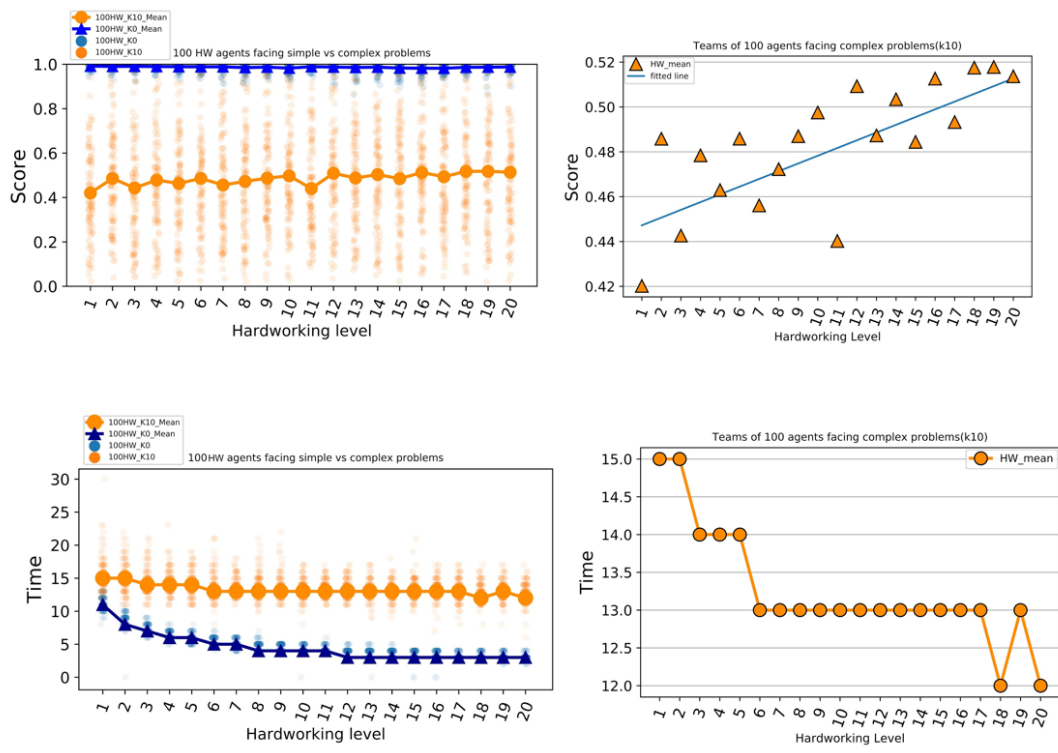 100HW_K10_Mean
100HW_K0_Mean
100HW_K0
100HW_K10
100 HW agents facing simple vs complex problems
1.0
0.8
0.6
0.4
0.2
0.0
Score
1 2 3 4 5 6 7 8 9 10 11 12 13 14 15 16 17 18 19 20
Hardworking level
Teams of 100 agents facing complex problems(k10)
HW_mean
fitted line
0.52
0.50
0.48
0.46
0.44
0.42
Score
1 2 3 4 5 6 7 8 9 10 11 12 13 14 15 16 17 18 19 20
Hardworking Level
100HW_K10_Mean
100HW_K0_Mean
100HW_K0
100HW_K10
100HW agents facing simple vs complex problems
30
25
20
15
10
5
0
Time
1 2 3 4 5 6 7 8 9 10 11 12 13 14 15 16 17 18 19 20
Hardworking level
Teams of 100 agents facing complex problems(k10)
HW_mean
15.0
14.5
14.0
13.5
13.0
12.5
12.0
Time
1 2 3 4 5 6 7 8 9 10 11 12 13 14 15 16 17 18 19 20
Hardworking Level